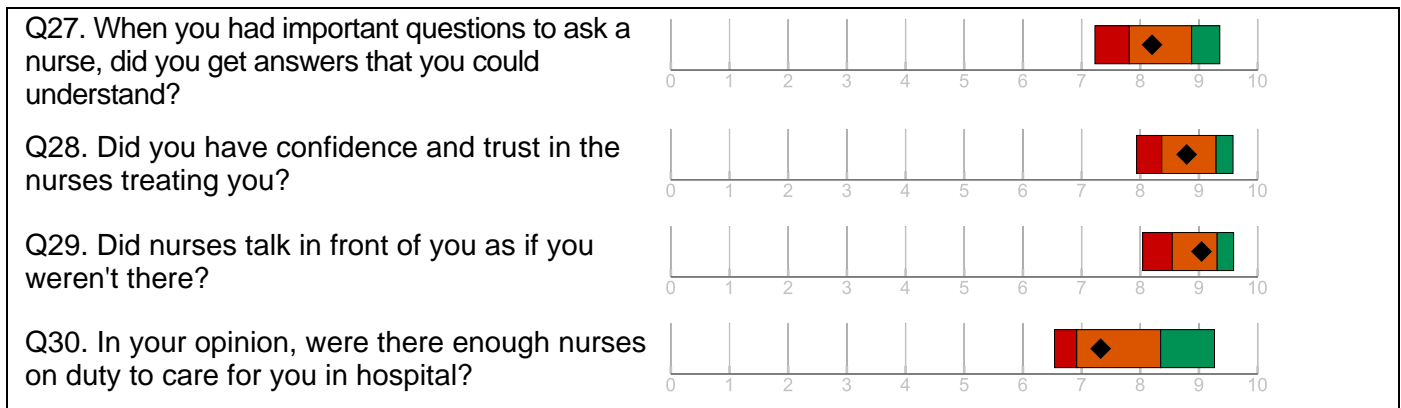 Q27. When you had important questions to ask a
nurse, did you get answers that you could
understand?
0 1 2 3 4 5 6 7 8 9 10
Q28. Did you have confidence and trust in the
nurses treating you?
0 1 2 3 4 5 6 7 8 9 10
Q29. Did nurses talk in front of you as if you
weren't there?
0 1 2 3 4 5 6 7 8 9 10
Q30. In your opinion, were there enough nurses
on duty to care for you in hospital?
0 1 2 3 4 5 6 7 8 9 10